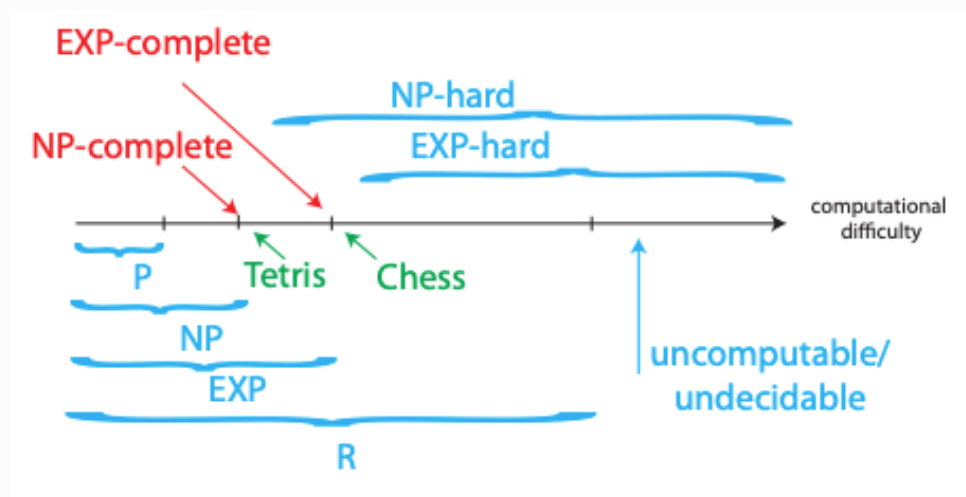 EXP-complete
NP-hard
NP-complete
EXP-hard
computational
difficulty
P
Tetris
Chess
NP
uncomputable/
undecidable
EXP
R